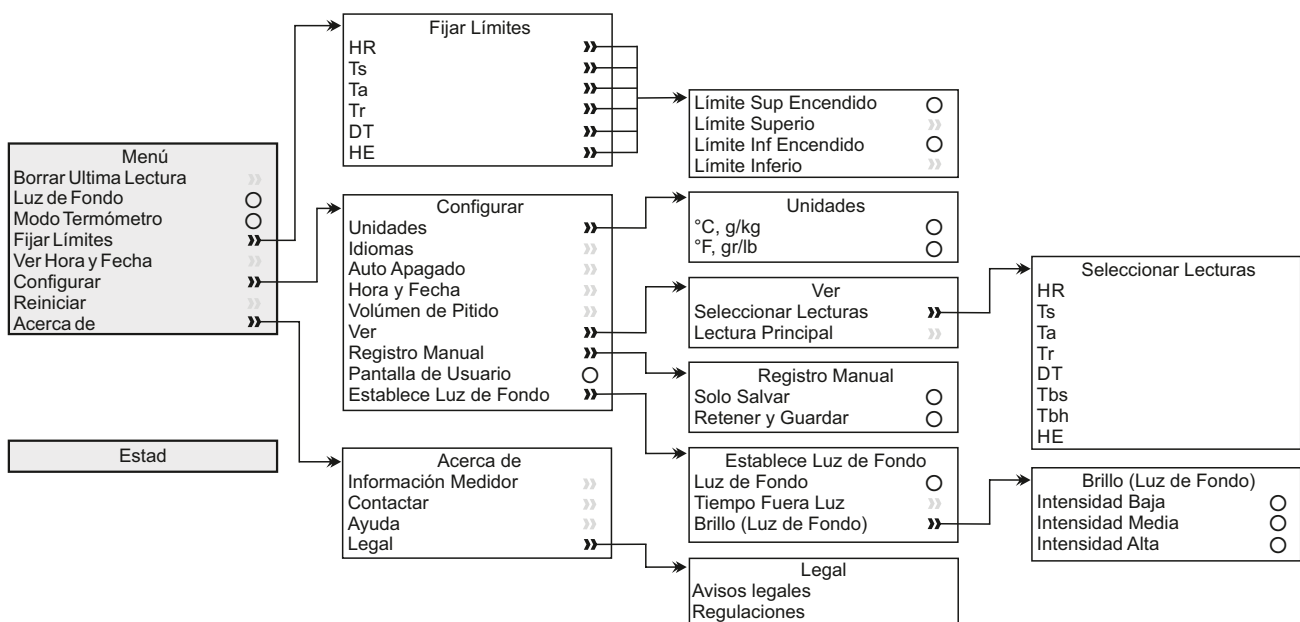 Menú
Borrar Ultima Lectura
Luz de Fondo
Modo Termómetro
Fijar Límites
Ver Hora y Fecha
Configurar
Reiniciar
Acerca de
Estad
Fijar Límites
HR
Ts
Ta
Tr
DT
HE
Configurar
Unidades
Idiomas
Auto Apagado
Hora y Fecha
Volúmen de Pitido
Ver
Registro Manual
Pantalla de Usuario
Establece Luz de Fondo
Acerca de
Información Medidor
Contactar
Ayuda
Legal
Límite Sup Encendido
Límite Superio
Límite Inf Encendido
Límite Inferio
Unidades
°C, g/kg
°F, gr/lb
Ver
Seleccionar Lecturas
Lectura Principal
Registro Manual
Solo Salvar
Retener y Guardar
Establece Luz de Fondo
Luz de Fondo
Tiempo Fuera Luz
Brillo (Luz de Fondo)
Legal
Avisos legales
Regulaciones
Seleccionar Lecturas
HR
Ts
Ta
Tr
DT
Tbs
Tbh
HE
Brillo (Luz de Fondo)
Intensidad Baja
Intensidad Media
Intensidad Alta